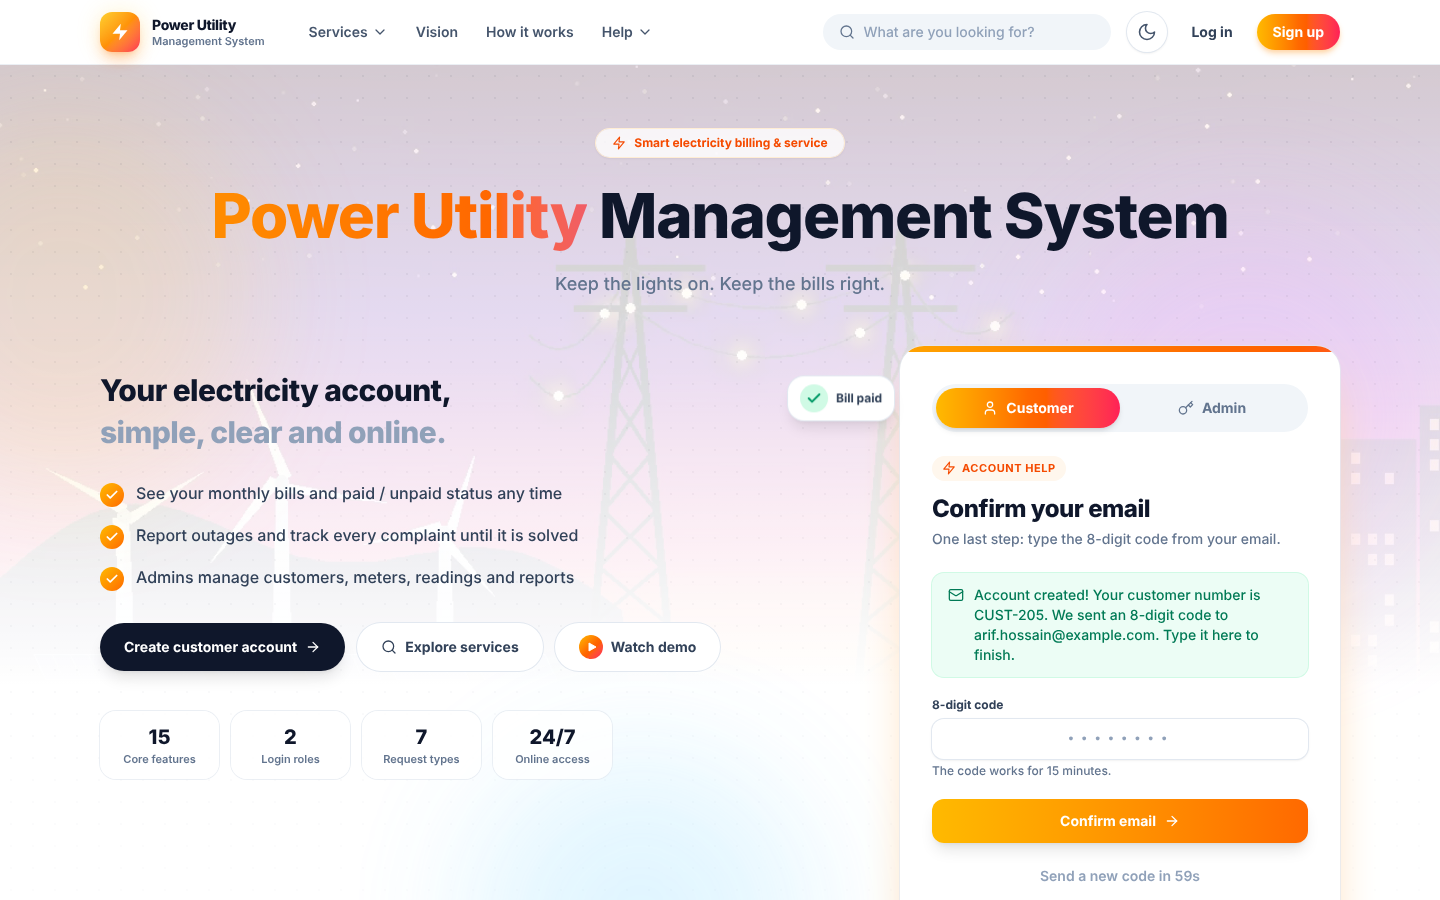 Power Utility
Management System
Services
Vision
How it works
Help
What are you looking for?
Log in
Sign up
Smart electricity billing & service
Power Utility Management System
Keep the lights on. Keep the bills right.
Your electricity account,
simple, clear and online.
See your monthly bills and paid / unpaid status any time
Report outages and track every complaint until it is solved
Admins manage customers, meters, readings and reports
Create customer account
Explore services
Watch demo
15
Core features
2
Login roles
7
Request types
24/7
Online access
Bill paid
Customer
Admin
ACCOUNT HELP
Confirm your email
One last step: type the 8-digit code from your email.
Account created! Your customer number is
CUST-205. We sent an 8-digit code to
arif.hossain@example.com. Type it here to
finish.
8-digit code
• • • • • • • •
The code works for 15 minutes.
Confirm email
Send a new code in 59s